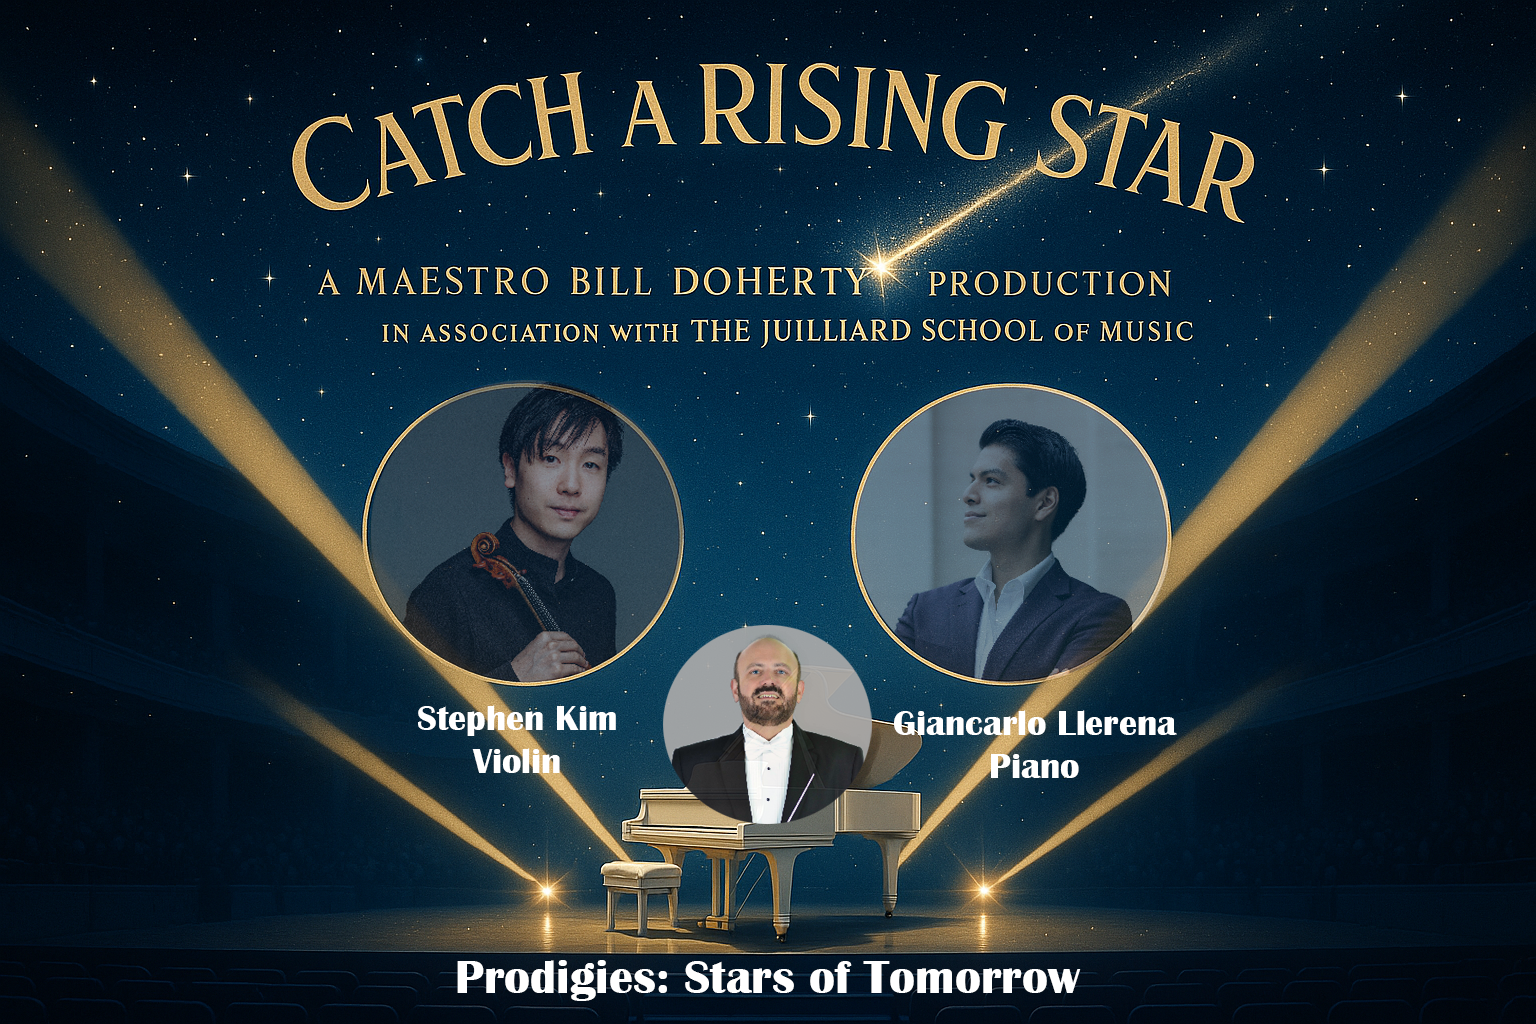 CATCH A RISING STAR
A MAESTRO BILL DOHERTY PRODUCTION
IN ASSOCIATION WITH THE JUILLIARD SCHOOL OF MUSIC
Stephen Kim
Violin
Giancarlo Llerena
Piano
Prodigies: Stars of Tomorrow